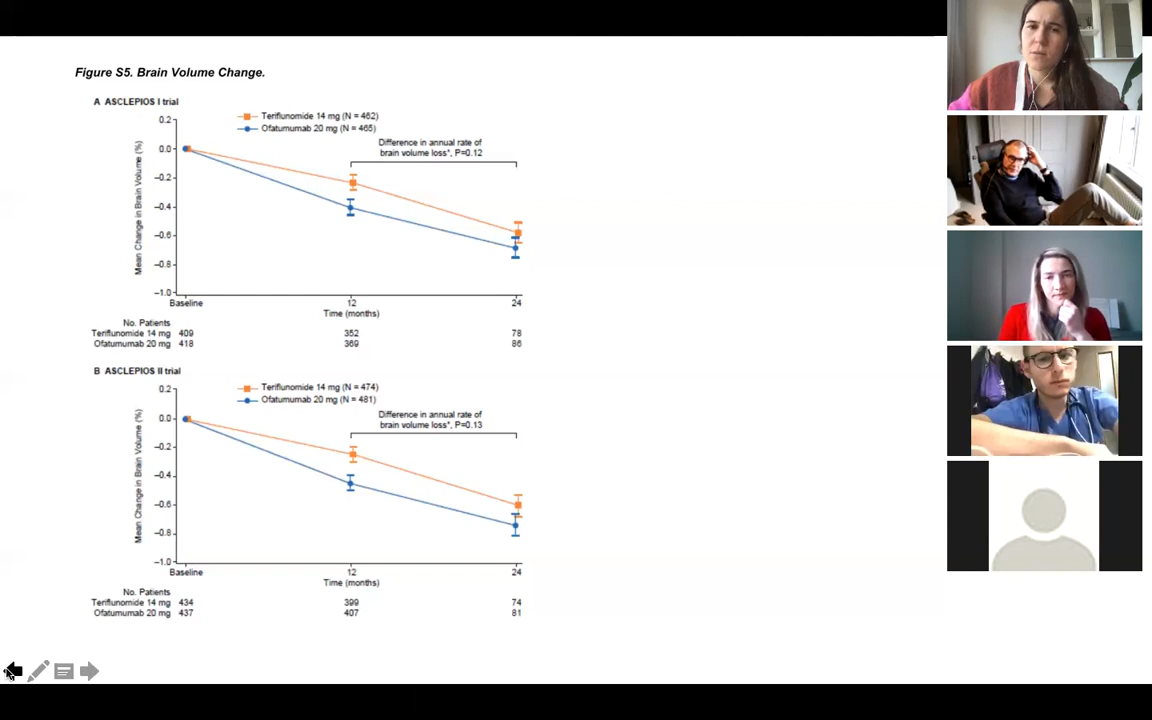 Figure S5. Brain Volume Change.
A ASCLEPIOS I trial
Teriflunomide 14 mg (N = 462)
Ofatumumab 20 mg (N = 465)
Difference in annual rate of
brain volume loss*, P=0.12
Mean Change in Brain Volume (%)
0.2
0.0
–0.2
–0.4
–0.6
–0.8
–1.0
Baseline 12 24
Time (months)
No. Patients
Teriflunomide 14 mg 409 352 78
Ofatumumab 20 mg 418 369 86
B ASCLEPIOS II trial
Teriflunomide 14 mg (N = 474)
Ofatumumab 20 mg (N = 481)
Difference in annual rate of
brain volume loss*, P=0.13
Mean Change in Brain Volume (%)
0.2
0.0
–0.2
–0.4
–0.6
–0.8
–1.0
Baseline 12 24
Time (months)
No. Patients
Teriflunomide 14 mg 434 399 74
Ofatumumab 20 mg 437 407 81